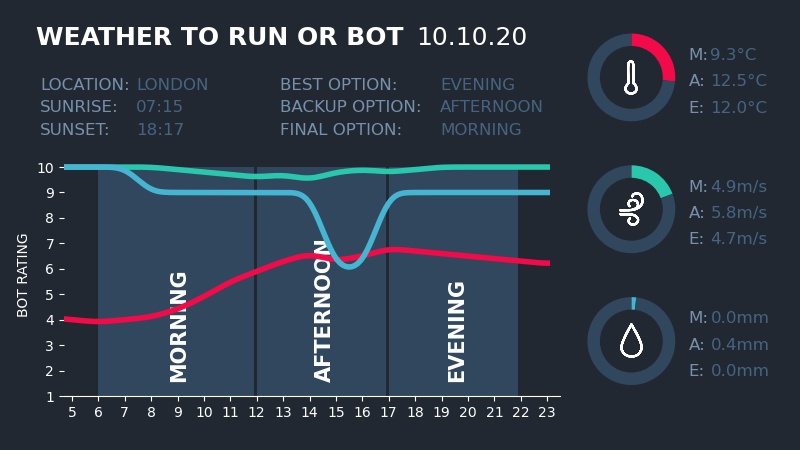 WEATHER TO RUN OR BOT 10.10.20
LOCATION: LONDON
SUNRISE: 07:15
SUNSET: 18:17
BEST OPTION: EVENING
BACKUP OPTION: AFTERNOON
FINAL OPTION: MORNING
M: 9.3°C
A: 12.5°C
E: 12.0°C
M: 4.9m/s
A: 5.8m/s
E: 4.7m/s
M: 0.0mm
A: 0.4mm
E: 0.0mm
BOT RATING
10
9
8
7
6
5
4
3
2
1
MORNING
AFTERNOON
EVENING
5 6 7 8 9 10 11 12 13 14 15 16 17 18 19 20 21 22 23